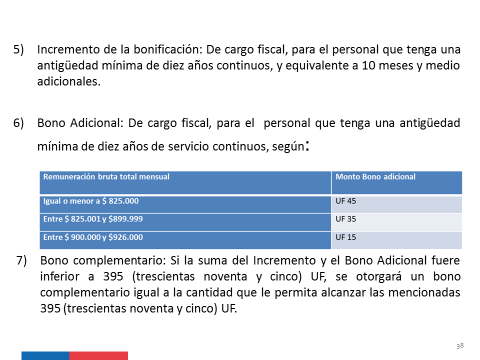 5) Incremento de la bonificación: De cargo fiscal, para el personal que tenga una
antigüedad mínima de diez años continuos, y equivalente a 10 meses y medio
adicionales.
6) Bono Adicional: De cargo fiscal, para el personal que tenga una antigüedad
mínima de diez años de servicio continuos, según:
Remuneración bruta total mensual Monto Bono adicional
Igual o menor a $ 825.000 UF 45
Entre $ 825.001 y $899.999 UF 35
Entre $ 900.000 y $926.000 UF 15
7) Bono complementario: Si la suma del Incremento y el Bono Adicional fuere
inferior a 395 (trescientas noventa y cinco) UF, se otorgará un bono
complementario igual a la cantidad que le permita alcanzar las mencionadas
395 (trescientas noventa y cinco) UF.
38